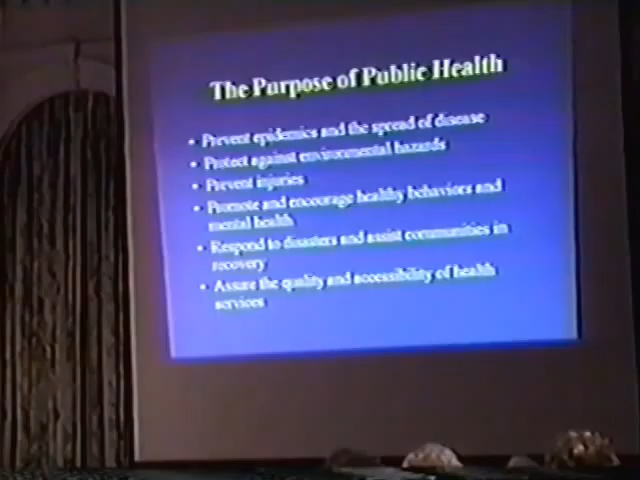 The Purpose of Public Health
• Prevent epidemics and the spread of disease
• Protect against environmental hazards
• Prevent injuries
• Promote and encourage healthy behaviors and
mental health
• Respond to disasters and assist communities in
recovery
• Assure the quality and accessibility of health
services